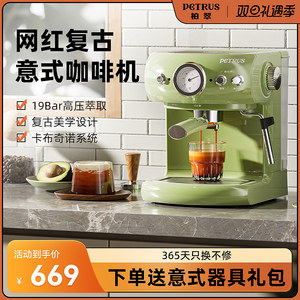 PETRUS
柏翠
双旦礼遇季
网红复古
意式咖啡机
19Bar高压萃取
复古美学设计
卡布奇诺系统
PETRUS
365天只换不修
活动到手价
￥669
下单送意式器具礼包